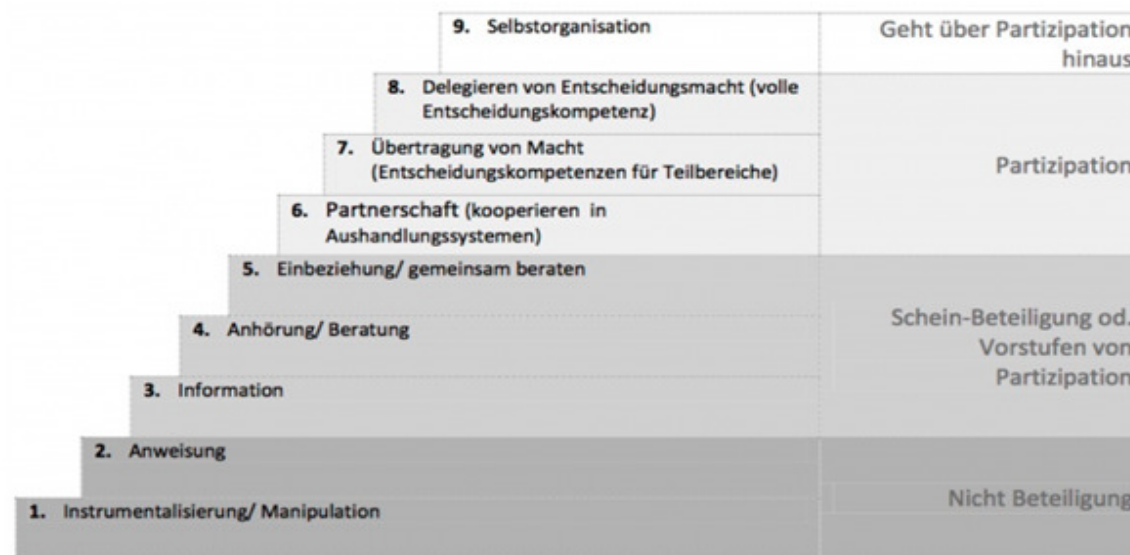 9. Selbstorganisation
Geht über Partizipation
hinaus
8. Delegieren von Entscheidungsmacht (volle
Entscheidungskompetenz)
7. Übertragung von Macht
(Entscheidungskompetenzen für Teilbereiche)
Partizipation
6. Partnerschaft (kooperieren in
Aushandlungssystemen)
5. Einbeziehung/ gemeinsam beraten
4. Anhörung/ Beratung
3. Information
Schein-Beteiligung od.
Vorstufen von
Partizipation
2. Anweisung
1. Instrumentalisierung/ Manipulation
Nicht Beteiligung